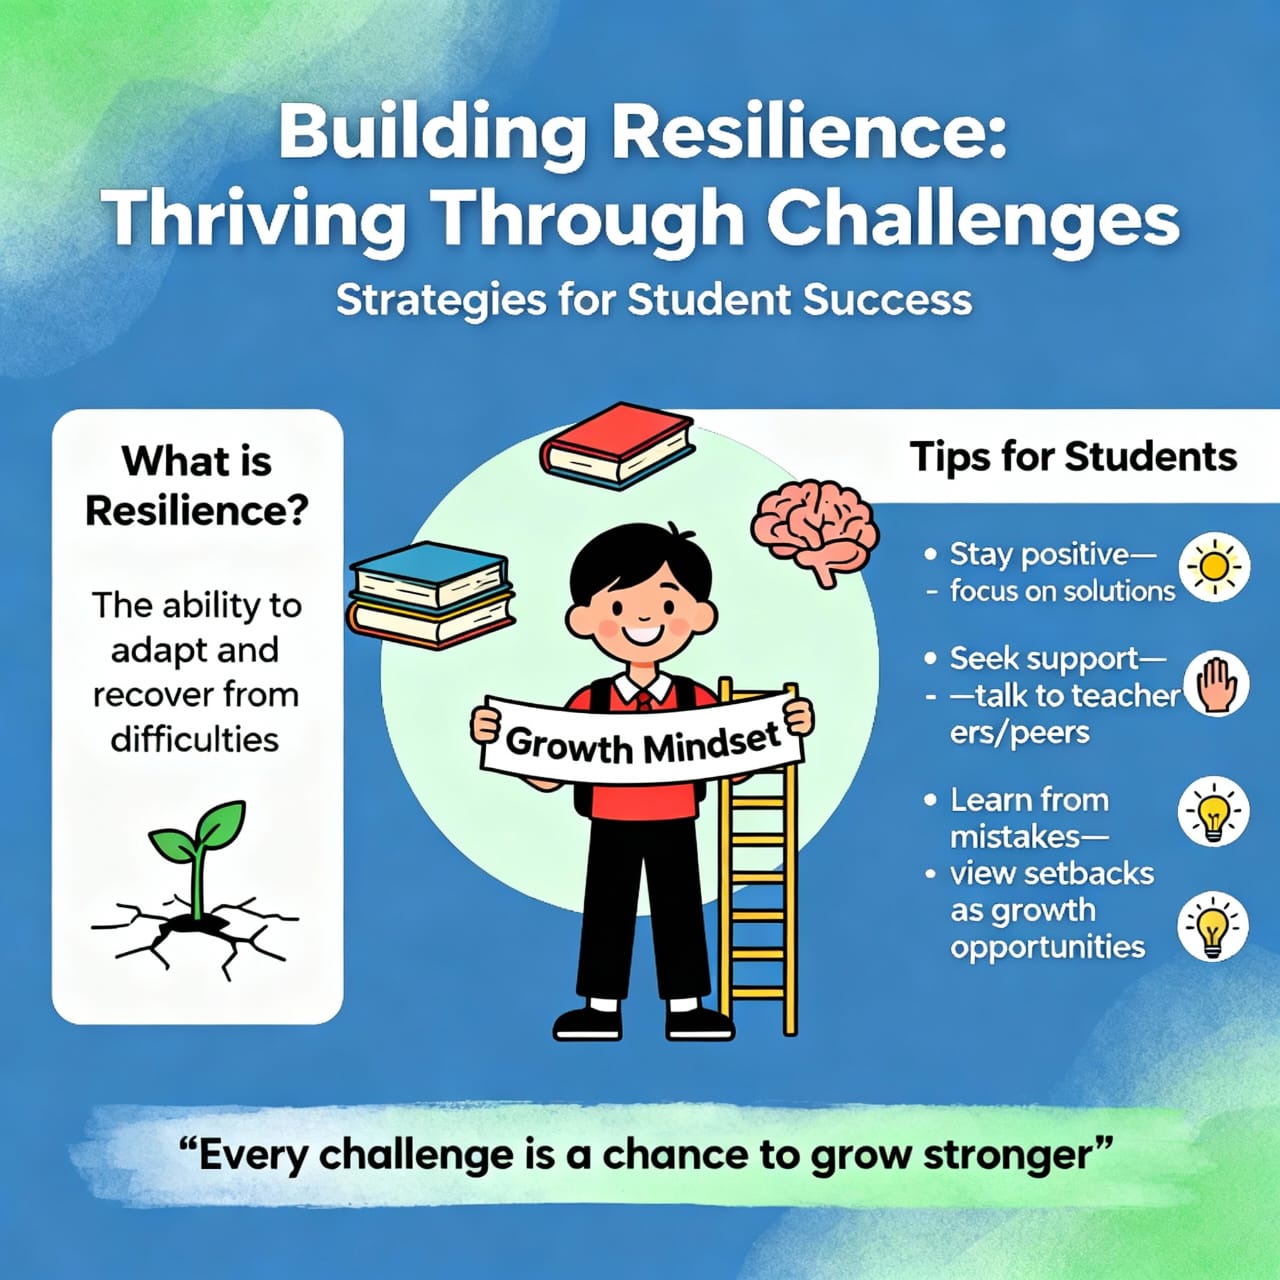 Building Resilience:
Thriving Through Challenges
Strategies for Student Success
What is
Resilience?
The ability to
adapt and
recover from
difficulties
Growth Mindset
Tips for Students
• Stay positive—
- focus on solutions
• Seek support—
- —talk to teacher
ers/peers
• Learn from
mistakes—
• view setbacks
as growth
opportunities
“Every challenge is a chance to grow stronger”